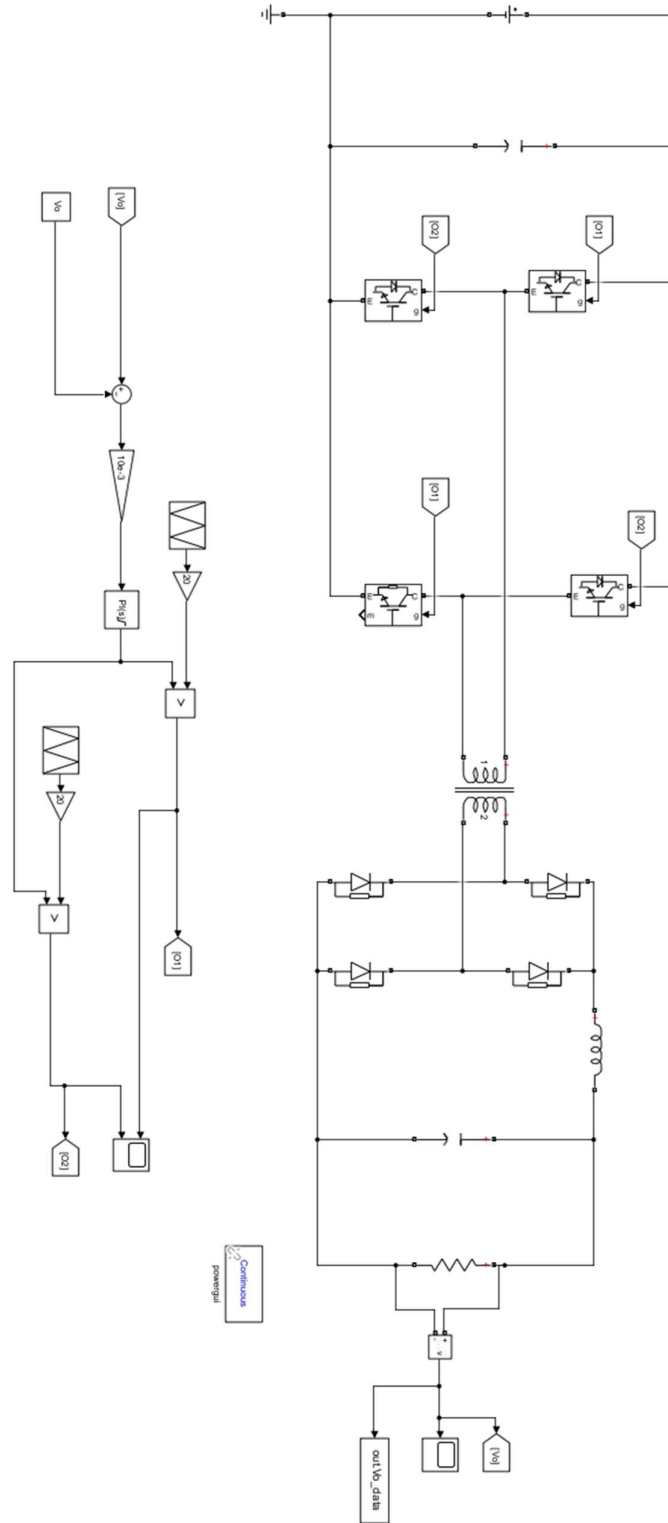 [O2]
[O1]
g
C
E
g
C
E
+
1
2
+
[Vo]
+
-
v
out.Vo_data
[O2]
[O1]
g
C
E
g
C
m
E
Continuous
powergui
20
>
[O1]
[Vo]
+
-
10e-3
PI(s)
Vo
20
>
[O2]